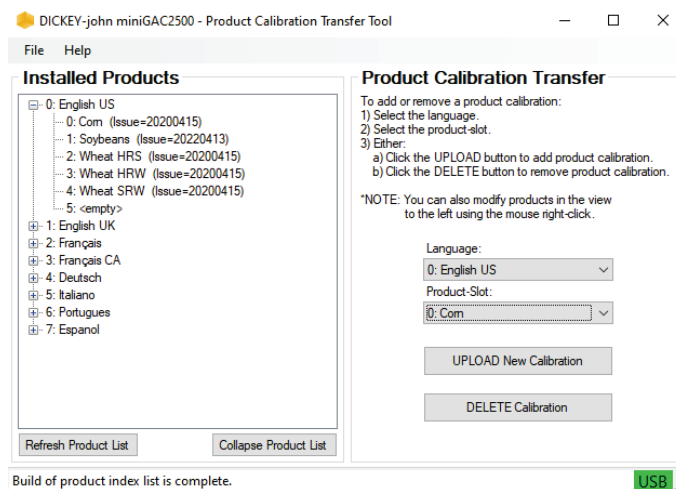 DICKEY-john miniGAC2500 - Product Calibration Transfer Tool
File Help
Installed Products
0: English US
0: Corn (Issue=20200415)
1: Soybeans (Issue=20220413)
2: Wheat HRS (Issue=20200415)
3: Wheat HRW (Issue=20200415)
4: Wheat SRW (Issue=20200415)
5: <empty>
1: English UK
2: Français
3: Français CA
4: Deutsch
5: Italiano
6: Portugues
7: Espanol
Refresh Product List
Collapse Product List
Product Calibration Transfer
To add or remove a product calibration:
1) Select the language.
2) Select the product-slot.
3) Either:
a) Click the UPLOAD button to add product calibration.
b) Click the DELETE button to remove product calibration.
*NOTE: You can also modify products in the view
to the left using the mouse right-click.
Language:
0: English US
Product-Slot:
0: Corn
UPLOAD New Calibration
DELETE Calibration
Build of product index list is complete.
USB